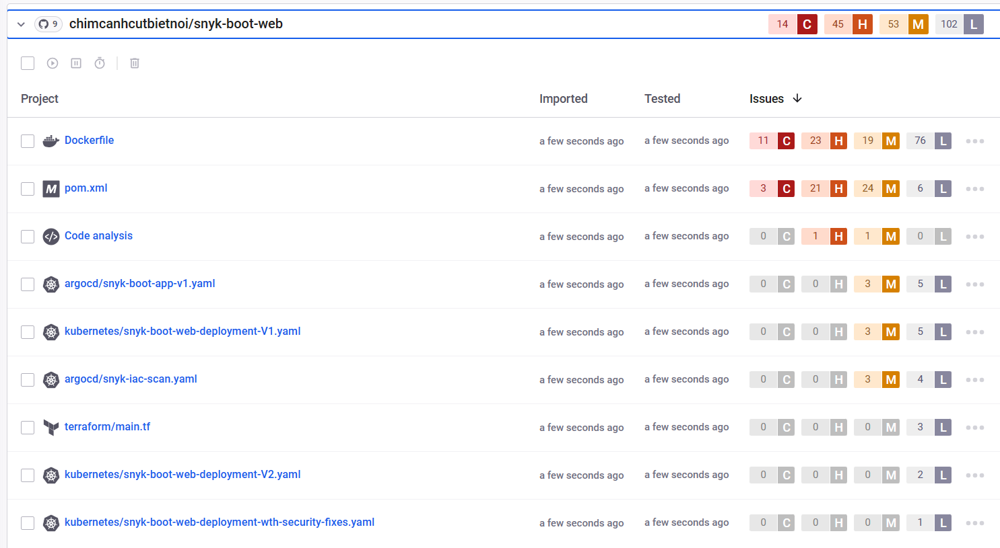 9 chimcanhcutbietnoi/snyk-boot-web 14 C 45 H 53 M 102 L
Project Imported Tested Issues
Dockerfile a few seconds ago a few seconds ago 11 C 23 H 19 M 76 L
M pom.xml a few seconds ago a few seconds ago 3 C 21 H 24 M 6 L
</> Code analysis a few seconds ago a few seconds ago 0 C 1 H 1 M 0 L
argocd/snyk-boot-app-v1.yaml a few seconds ago a few seconds ago 0 C 0 H 3 M 5 L
kubernetes/snyk-boot-web-deployment-V1.yaml a few seconds ago a few seconds ago 0 C 0 H 3 M 5 L
argocd/snyk-iac-scan.yaml a few seconds ago a few seconds ago 0 C 0 H 3 M 4 L
terraform/main.tf a few seconds ago a few seconds ago 0 C 0 H 0 M 3 L
kubernetes/snyk-boot-web-deployment-V2.yaml a few seconds ago a few seconds ago 0 C 0 H 0 M 2 L
kubernetes/snyk-boot-web-deployment-wth-security-fixes.yaml a few seconds ago a few seconds ago 0 C 0 H 0 M 1 L